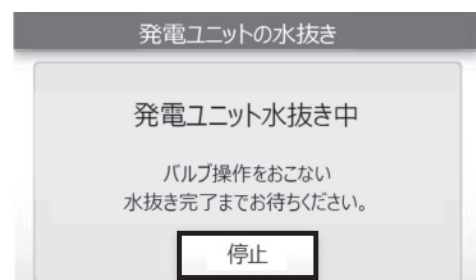 発電ユニットの水抜き
発電ユニット水抜き中
バルブ操作をおこない
水抜き完了までお待ちください。
停止